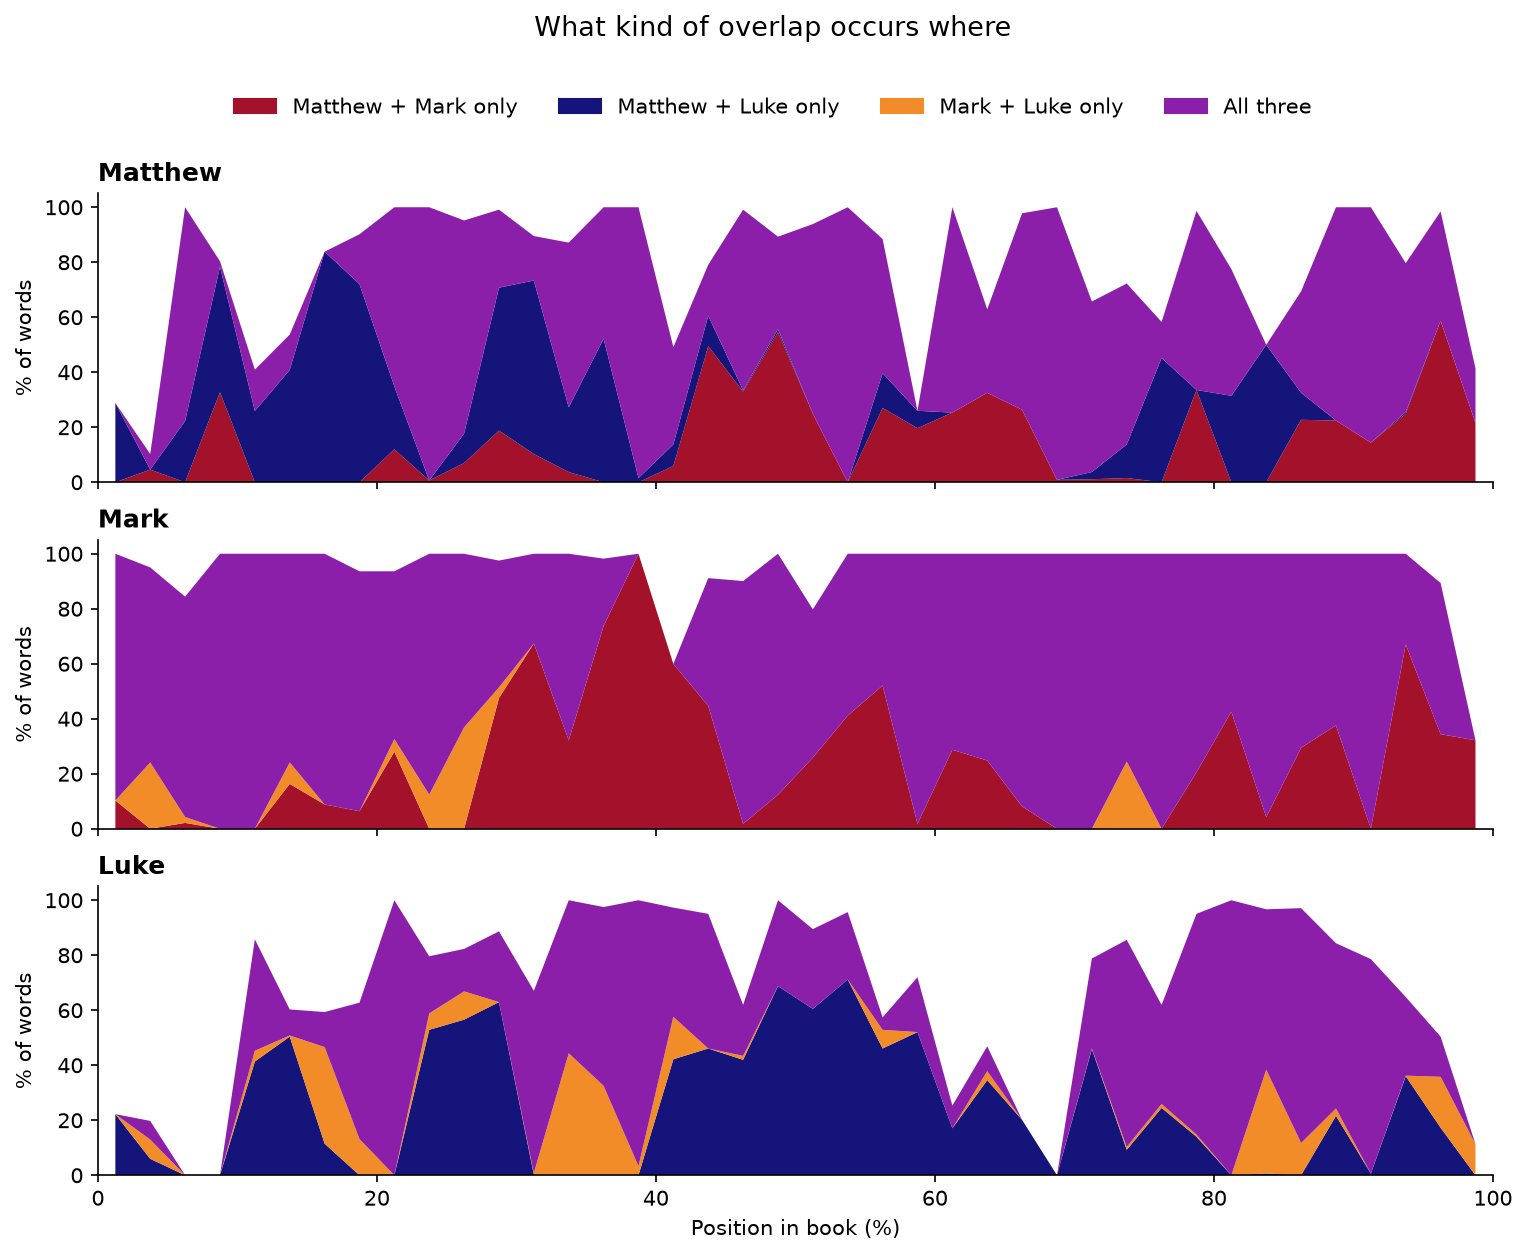 What kind of overlap occurs where
Matthew + Mark only
Matthew + Luke only
Mark + Luke only
All three
Matthew
% of words
100
80
60
40
20
0
Mark
% of words
100
80
60
40
20
0
Luke
% of words
100
80
60
40
20
0
0 20 40 60 80 100
Position in book (%)